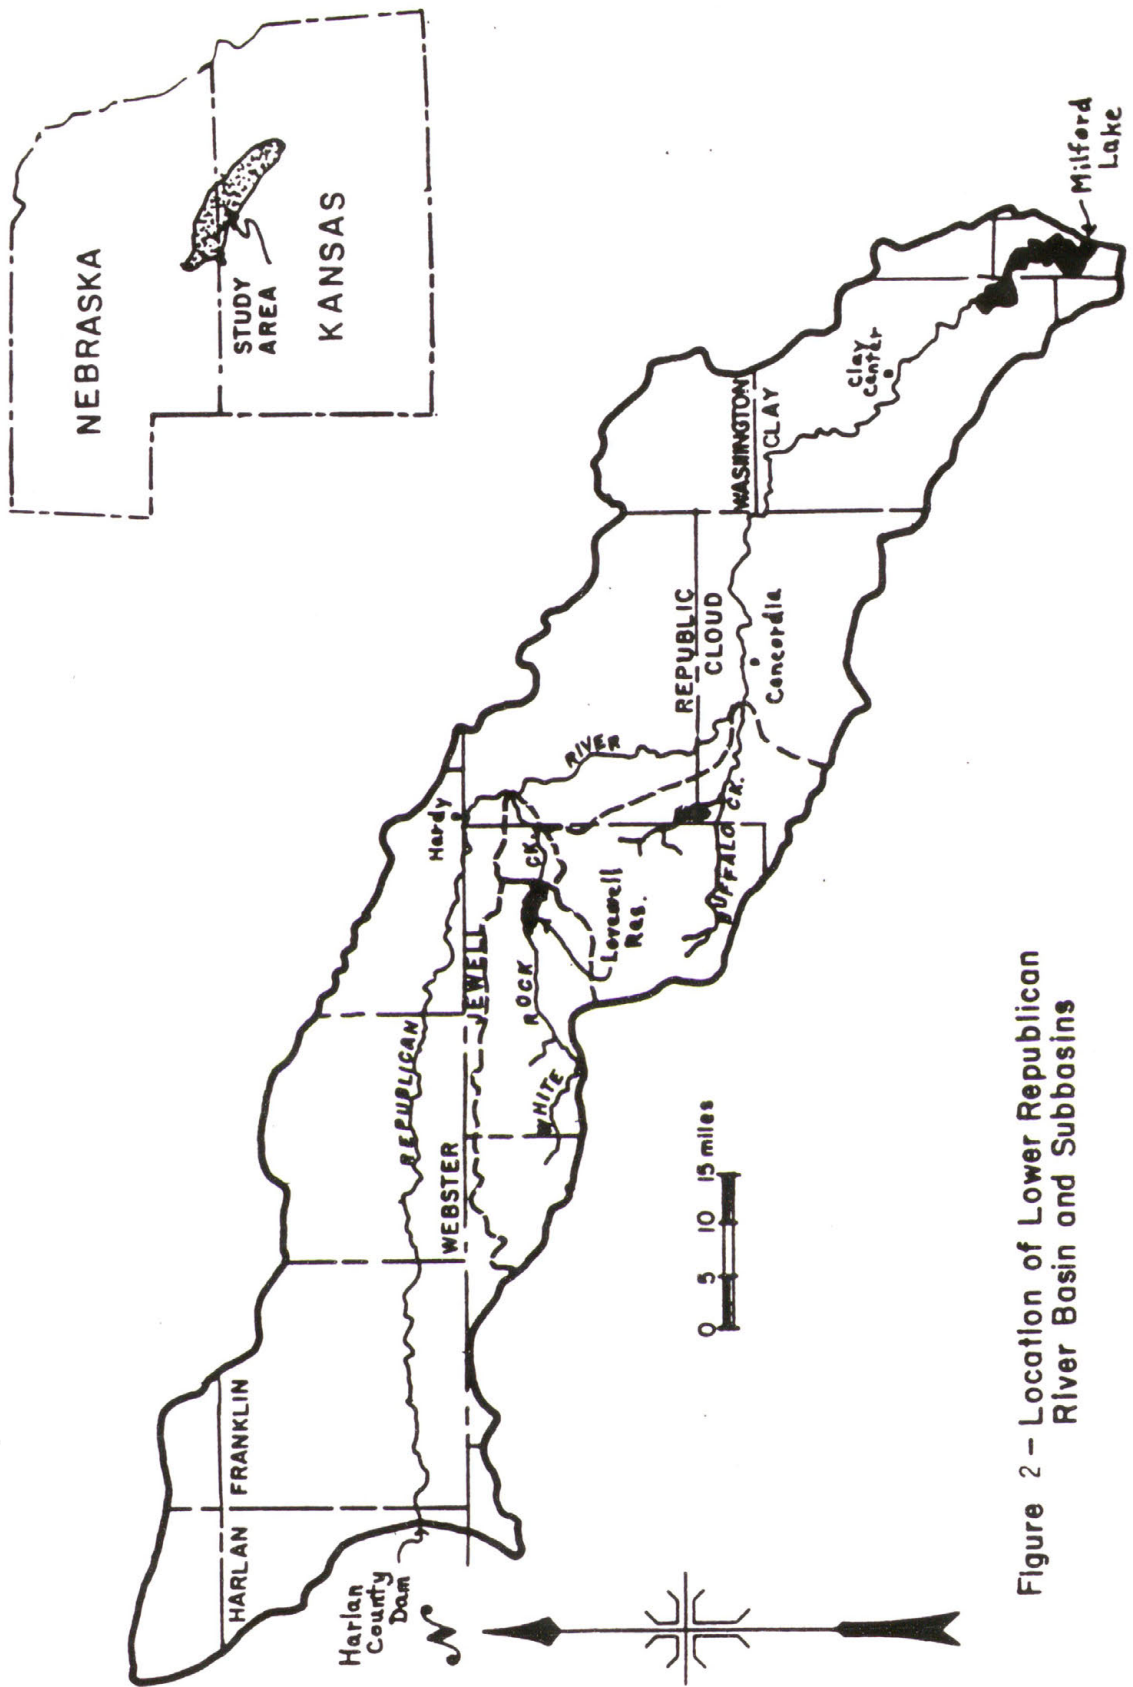 NEBRASKA
STUDY
AREA
KANSAS
HARLAN
FRANKLIN
Harlan
County
Dam
N
WEBSTER
REPUBLICAN
Hardy
JEWELL
WHITE
ROCK
CK.
Lovewell
Res.
RIVER
BUFFALO
CK.
REPUBLIC
CLOUD
Concordia
WASHINGTON
CLAY
Clay
Center
Milford
Lake
0 5 10 15 miles
Figure 2 – Location of Lower Republican
River Basin and Subbasins